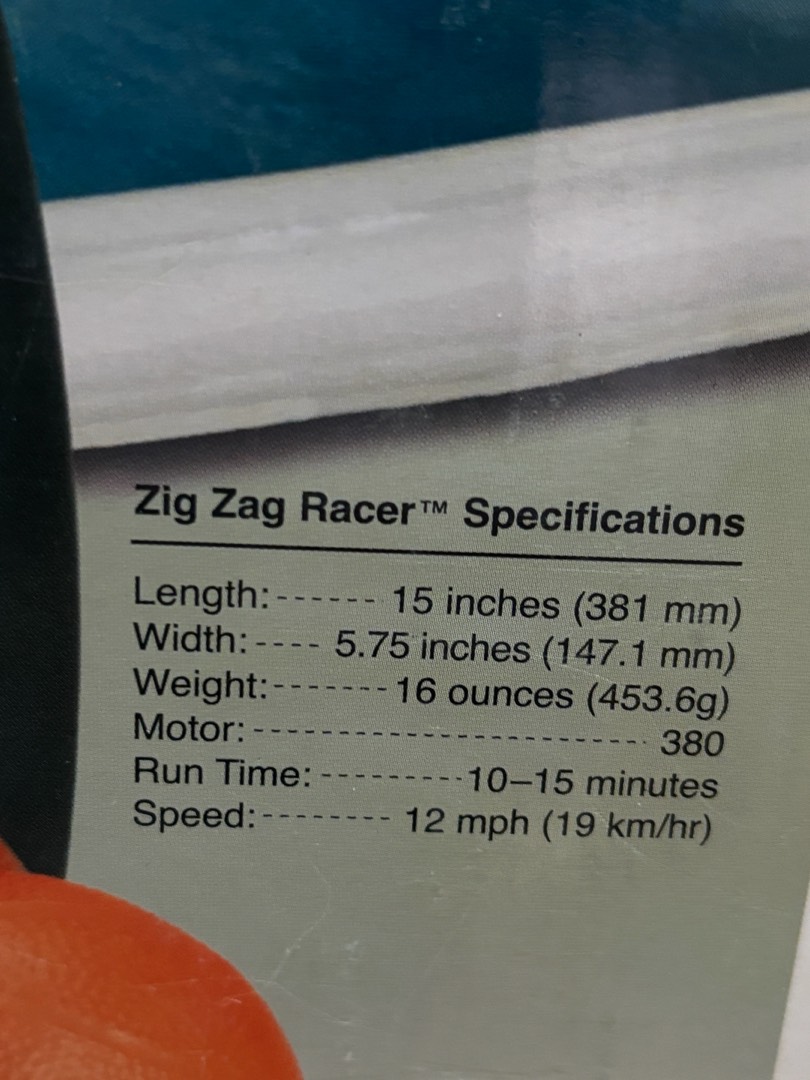 Zig Zag Racer™ Specifications
Length:------ 15 inches (381 mm)
Width:---- 5.75 inches (147.1 mm)
Weight:-------16 ounces (453.6g)
Motor:------------------------ 380
Run Time:---------10–15 minutes
Speed:-------- 12 mph (19 km/hr)